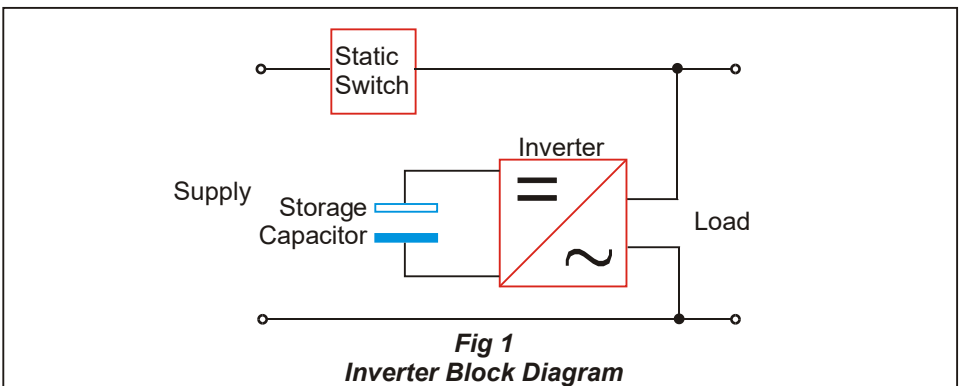 Static
Switch
Inverter
Supply
Storage
Capacitor
Load
Fig 1
Inverter Block Diagram